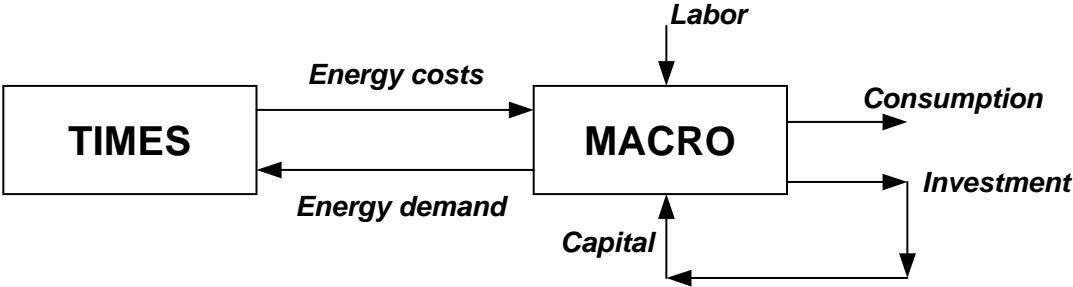 Labor
Energy costs
Consumption
TIMES
MACRO
Investment
Energy demand
Capital